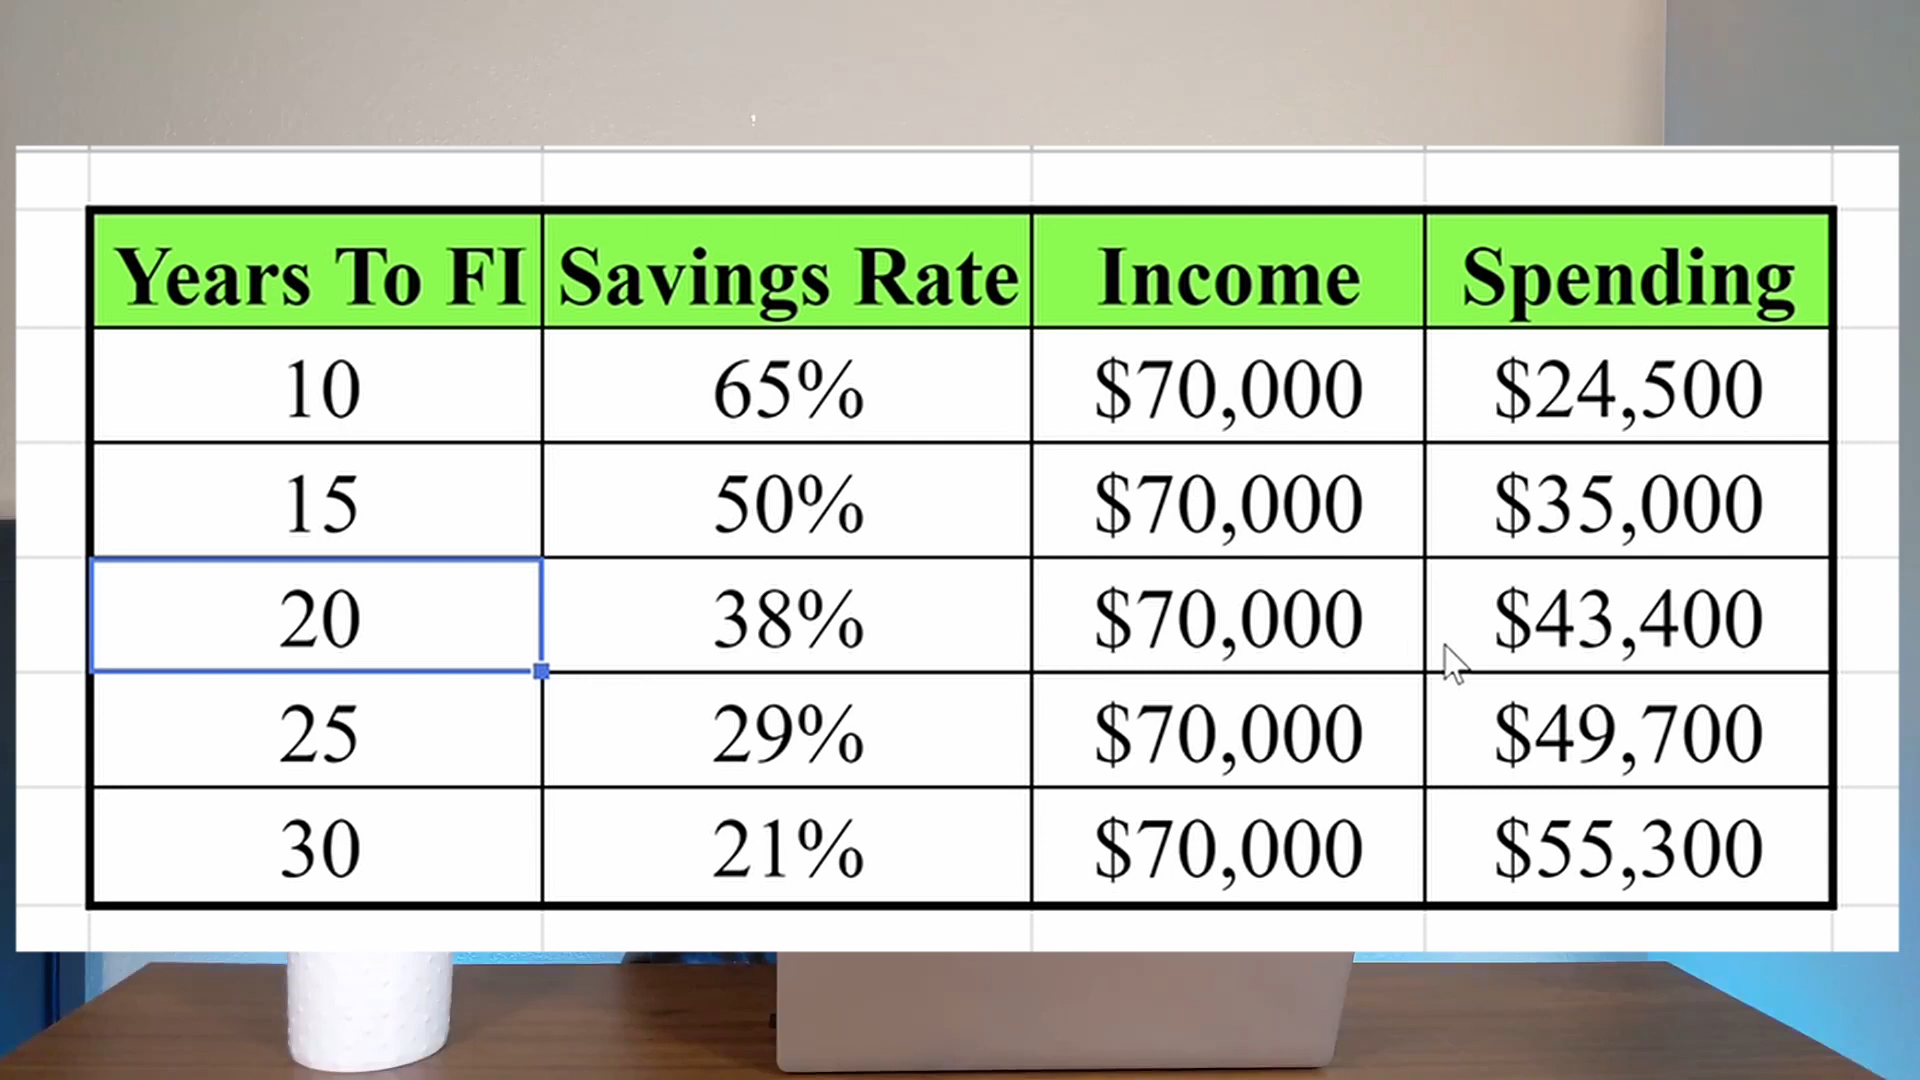 Years To FI Savings Rate Income Spending
10 65% $70,000 $24,500
15 50% $70,000 $35,000
20 38% $70,000 $43,400
25 29% $70,000 $49,700
30 21% $70,000 $55,300